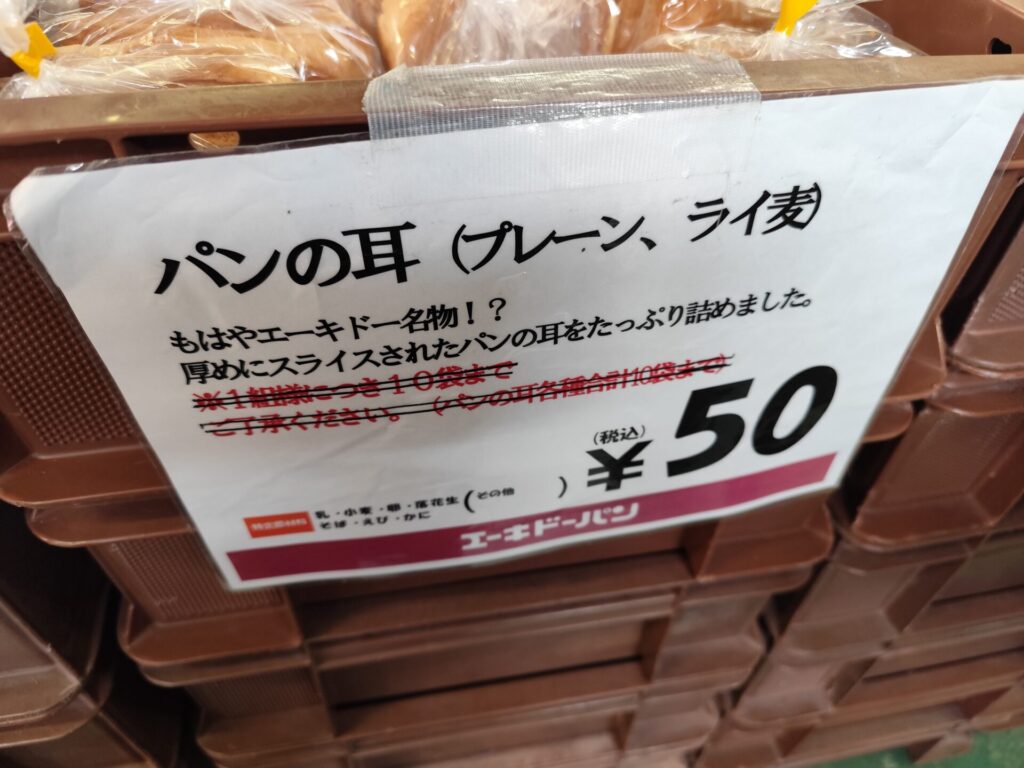 パンの耳（プレーン、ライ麦）
もはやエーキドー名物！？
厚めにスライスされたパンの耳をたっぷり詰めました。
※１組様につき１０袋まで
ご了承ください。（パンの耳各種合計10袋まで）
（税込）
¥50
特定原材料
乳・小麦・卵・落花生（その他　　）
そば・えび・かに
エーキドーパン